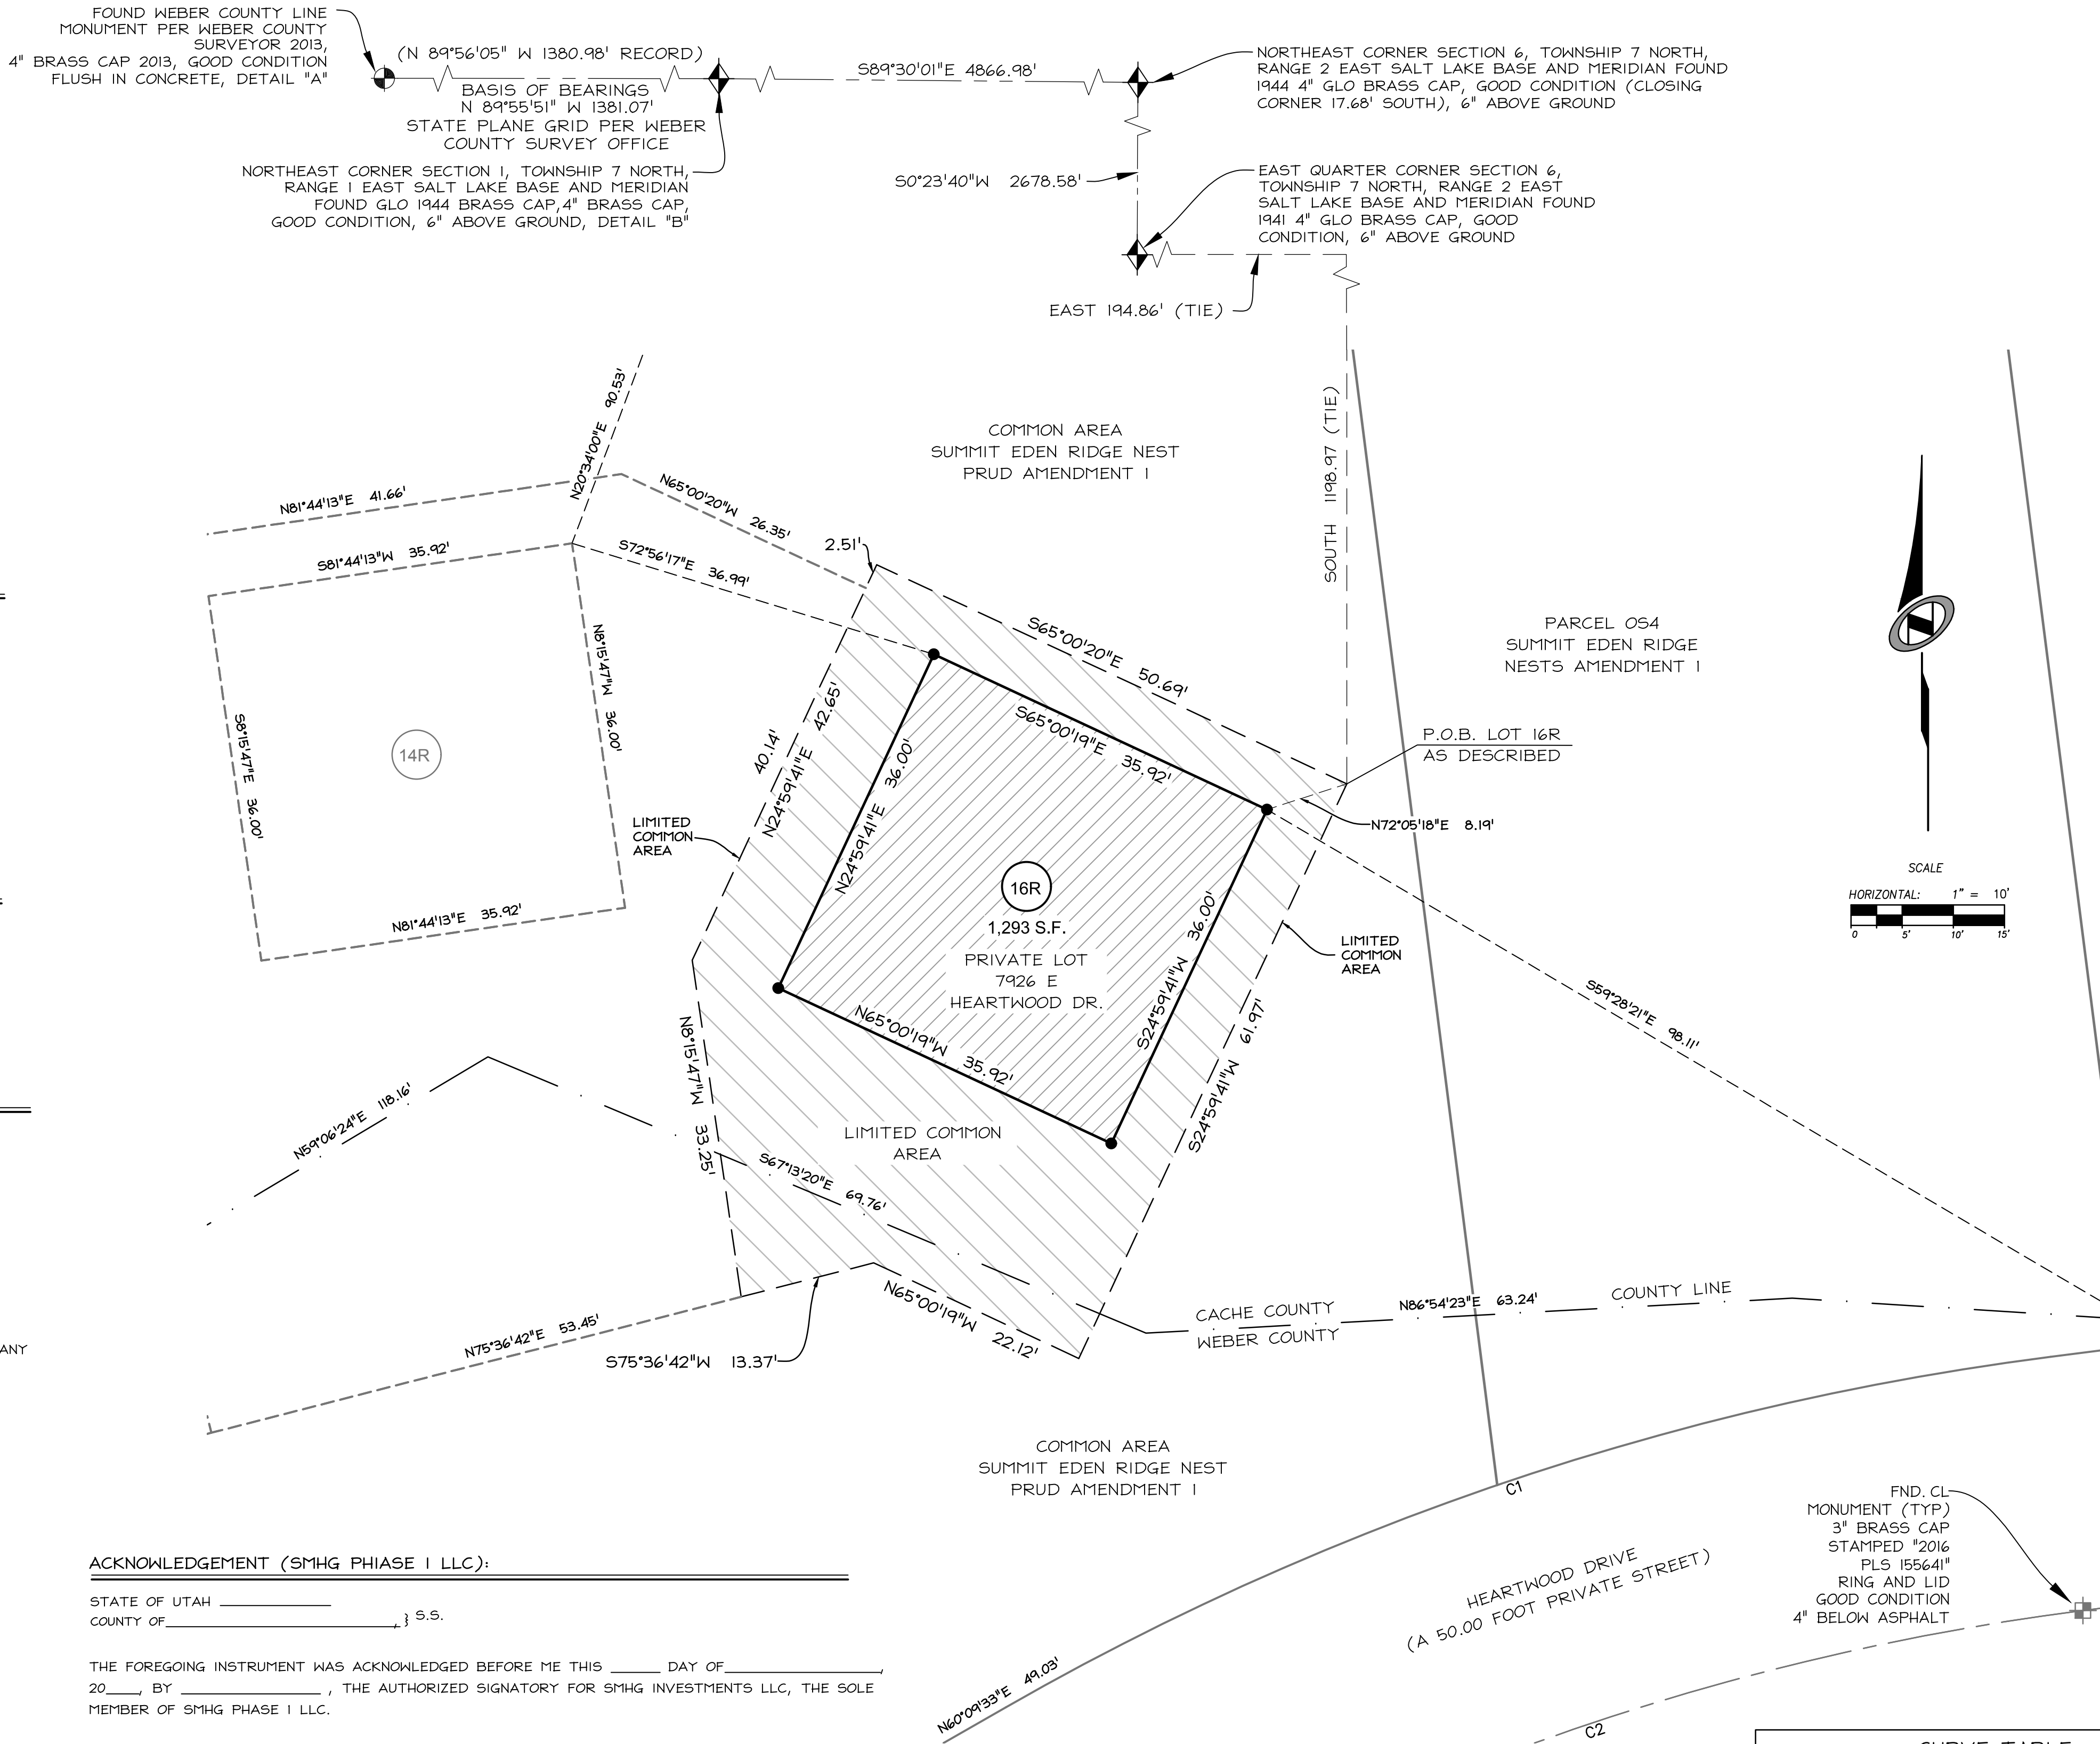 FOUND WEBER COUNTY LINE
MONUMENT PER WEBER COUNTY
SURVEYOR 2013,
4" BRASS CAP 2013, GOOD CONDITION
FLUSH IN CONCRETE, DETAIL "A"
(N 89°56'05" W 1380.98' RECORD)
BASIS OF BEARINGS
N 89°55'51" W 1381.07'
STATE PLANE GRID PER WEBER
COUNTY SURVEY OFFICE
S89°30'01"E 4866.98'
NORTHEAST CORNER SECTION 6, TOWNSHIP 7 NORTH,
RANGE 2 EAST SALT LAKE BASE AND MERIDIAN FOUND
1944 4" GLO BRASS CAP, GOOD CONDITION (CLOSING
CORNER 17.68' SOUTH), 6" ABOVE GROUND
NORTHEAST CORNER SECTION 1, TOWNSHIP 7 NORTH,
RANGE 1 EAST SALT LAKE BASE AND MERIDIAN
FOUND GLO 1944 BRASS CAP,4" BRASS CAP,
GOOD CONDITION, 6" ABOVE GROUND, DETAIL "B"
S0°23'40"W 2678.58'
EAST QUARTER CORNER SECTION 6,
TOWNSHIP 7 NORTH, RANGE 2 EAST
SALT LAKE BASE AND MERIDIAN FOUND
1941 4" GLO BRASS CAP, GOOD
CONDITION, 6" ABOVE GROUND
EAST 194.86' (TIE)
SOUTH 1198.97 (TIE)
N20°34'00"E 90.53'
COMMON AREA
SUMMIT EDEN RIDGE NEST
PRUD AMENDMENT 1
N81°44'13"E 41.66'
N65°00'20"W 26.35'
S81°44'13"W 35.92'
S72°56'17"E 36.99'
2.51'
S65°00'20"E 50.69'
PARCEL OS4
SUMMIT EDEN RIDGE
NESTS AMENDMENT 1
N8°15'47"W 36.00'
S8°15'47"E 36.00'
14R
N81°44'13"E 35.92'
40.14'
N24°59'41"E 42.65'
N24°59'41"E 36.00'
S65°00'19"E 35.92'
P.O.B. LOT 16R
AS DESCRIBED
N72°05'18"E 8.19'
LIMITED
COMMON
AREA
16R
1,293 S.F.
PRIVATE LOT
7926 E
HEARTWOOD DR.
S24°59'41"W 36.00'
LIMITED
COMMON
AREA
S24°59'41"W 61.97'
N65°00'19"W 35.92'
SCALE
HORIZONTAL: 1" = 10'
0 5' 10' 15'
S59°28'21"E 98.11'
N8°15'47"W 33.25'
N59°06'24"E 118.16'
LIMITED COMMON
AREA
S67°13'20"E 69.76'
N65°00'19"W 22.12'
CACHE COUNTY
WEBER COUNTY
N86°54'23"E 63.24'
COUNTY LINE
N75°36'42"E 53.45'
S75°36'42"W 13.37'
ANY
COMMON AREA
SUMMIT EDEN RIDGE NEST
PRUD AMENDMENT 1
C1
FND. CL
MONUMENT (TYP)
3" BRASS CAP
STAMPED "2016
PLS 155641"
RING AND LID
GOOD CONDITION
4" BELOW ASPHALT
HEARTWOOD DRIVE
(A 50.00 FOOT PRIVATE STREET)
N60°09'33"E 49.03'
C2
ACKNOWLEDGEMENT (SMHG PHIASE 1 LLC):
STATE OF UTAH ____________
COUNTY OF__________________________, } S.S.
THE FOREGOING INSTRUMENT WAS ACKNOWLEDGED BEFORE ME THIS ______ DAY OF__________________,
20____, BY ________________ , THE AUTHORIZED SIGNATORY FOR SMHG INVESTMENTS LLC, THE SOLE
MEMBER OF SMHG PHASE 1 LLC.